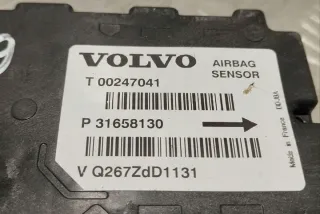 VOLVO
AIRBAG
SENSOR
T 00247041
P 31658130
V Q267ZdD1131
Made in France